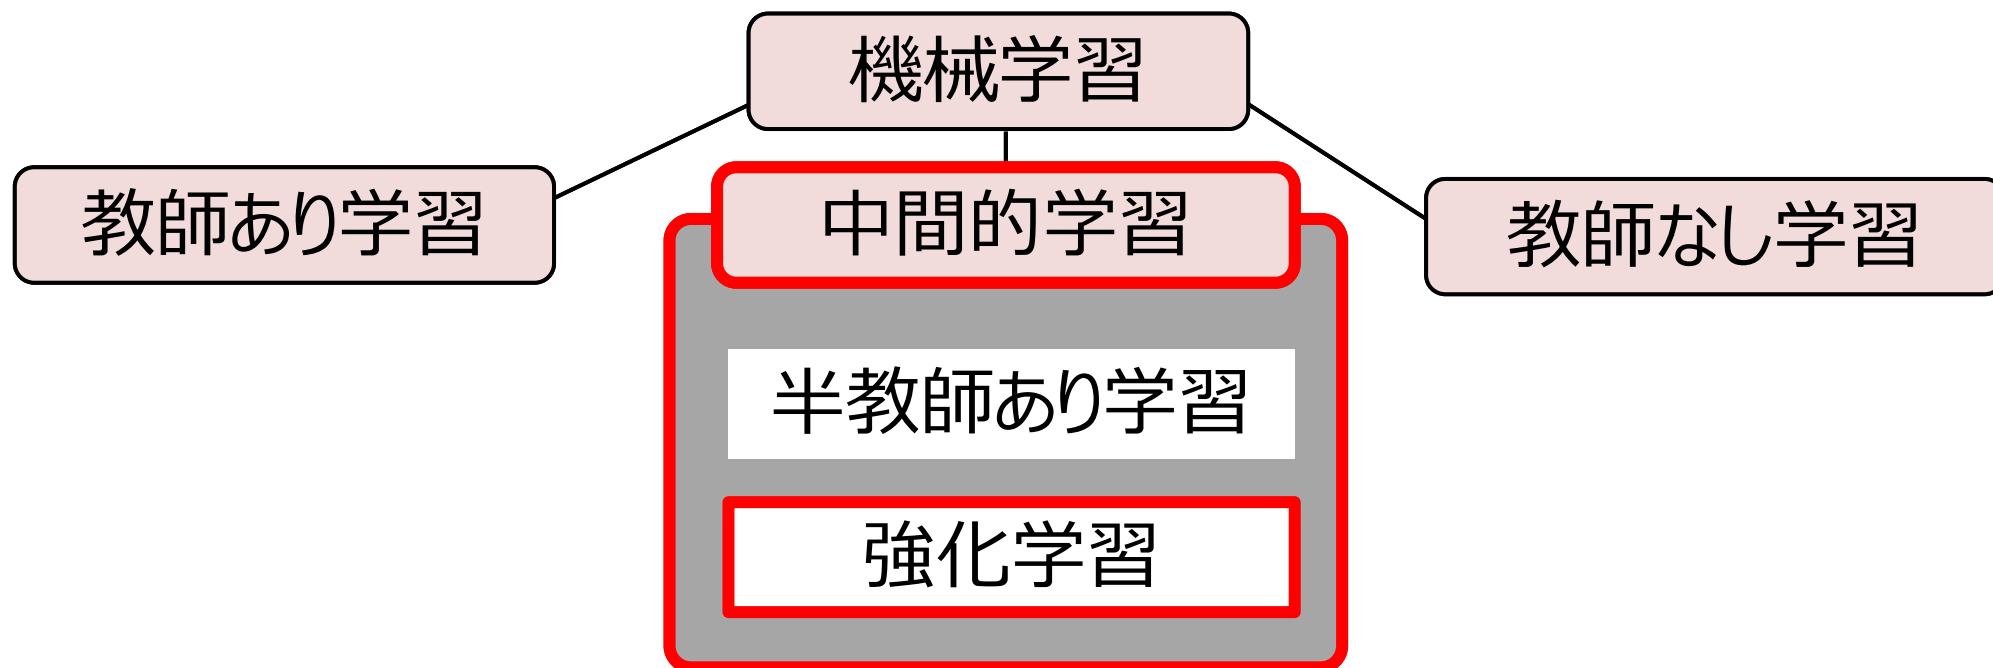 機械学習
教師あり学習
中間的学習
教師なし学習
半教師あり学習
強化学習